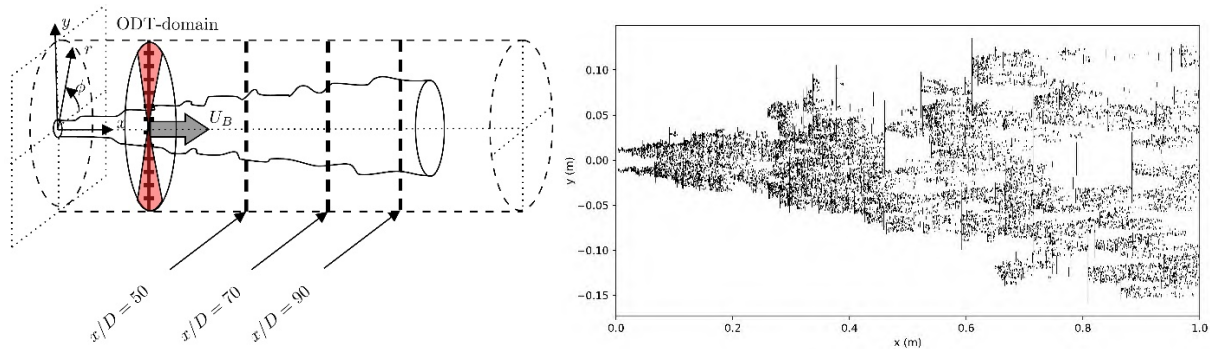 y
ODT-domain
r
ϕ
x
U_B
x/D = 50
x/D = 70
x/D = 90
y (m)
0.10
0.05
0.00
−0.05
−0.10
−0.15
0.0
0.2
0.4
0.6
0.8
1.0
x (m)